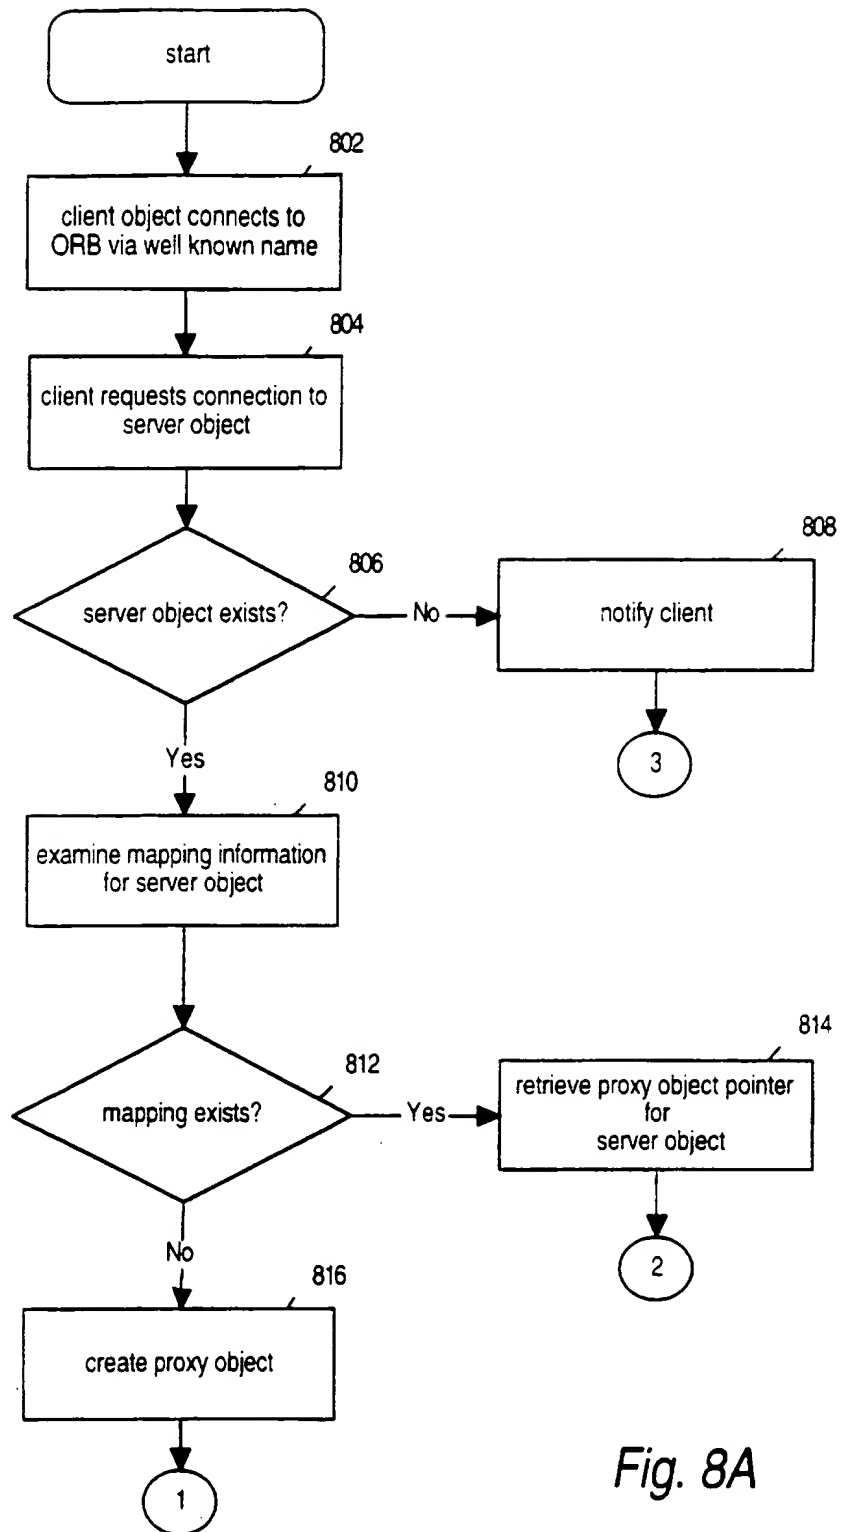 start
802
client object connects to
ORB via well known name
804
client requests connection to
server object
806
server object exists?
No
808
notify client
3
Yes
810
examine mapping information
for server object
812
mapping exists?
Yes
814
retrieve proxy object pointer
for
server object
2
No
816
create proxy object
1
Fig. 8A